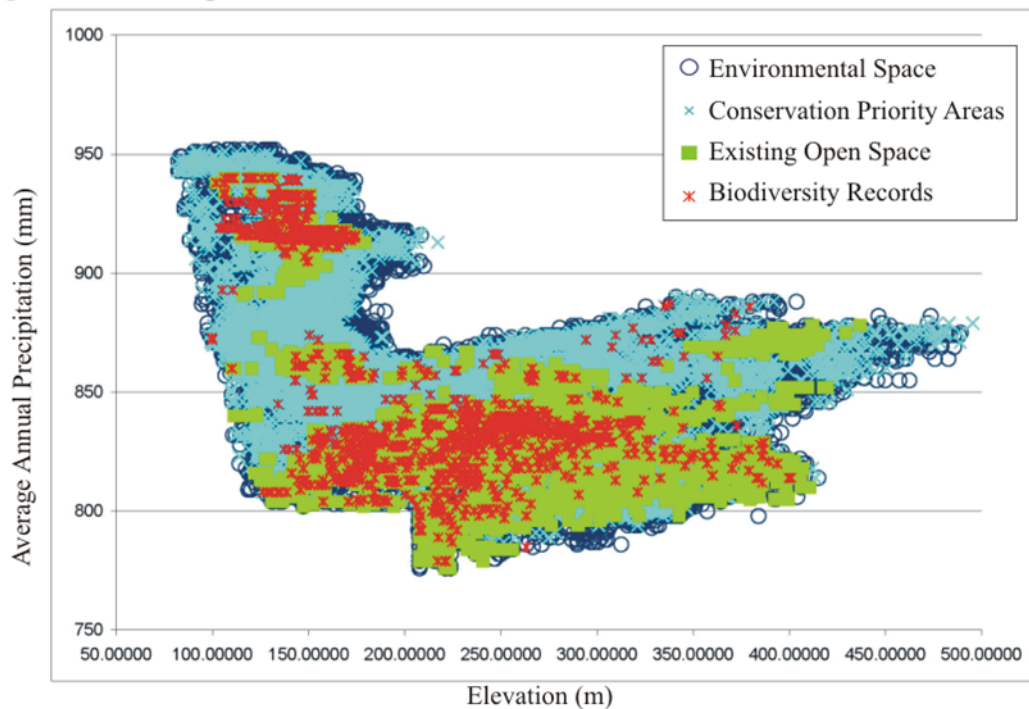 1000
950
900
850
800
750
Average Annual Precipitation (mm)
Environmental Space
Conservation Priority Areas
Existing Open Space
Biodiversity Records
50.00000 100.00000 150.00000 200.00000 250.00000 300.00000 350.00000 400.00000 450.00000 500.00000
Elevation (m)